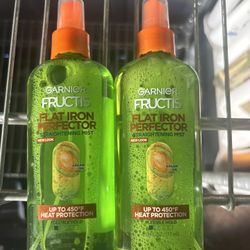 GARNIER
FRUCTIS
FLAT IRON
PERFECTOR
STRAIGHTENING MIST
NEW LOOK
UP TO 450°F
HEAT PROTECTION
GARNIER
FRUCTIS
FLAT IRON
PERFECTOR
STRAIGHTENING MIST
NEW LOOK
UP TO 450°F
HEAT PROTECTION